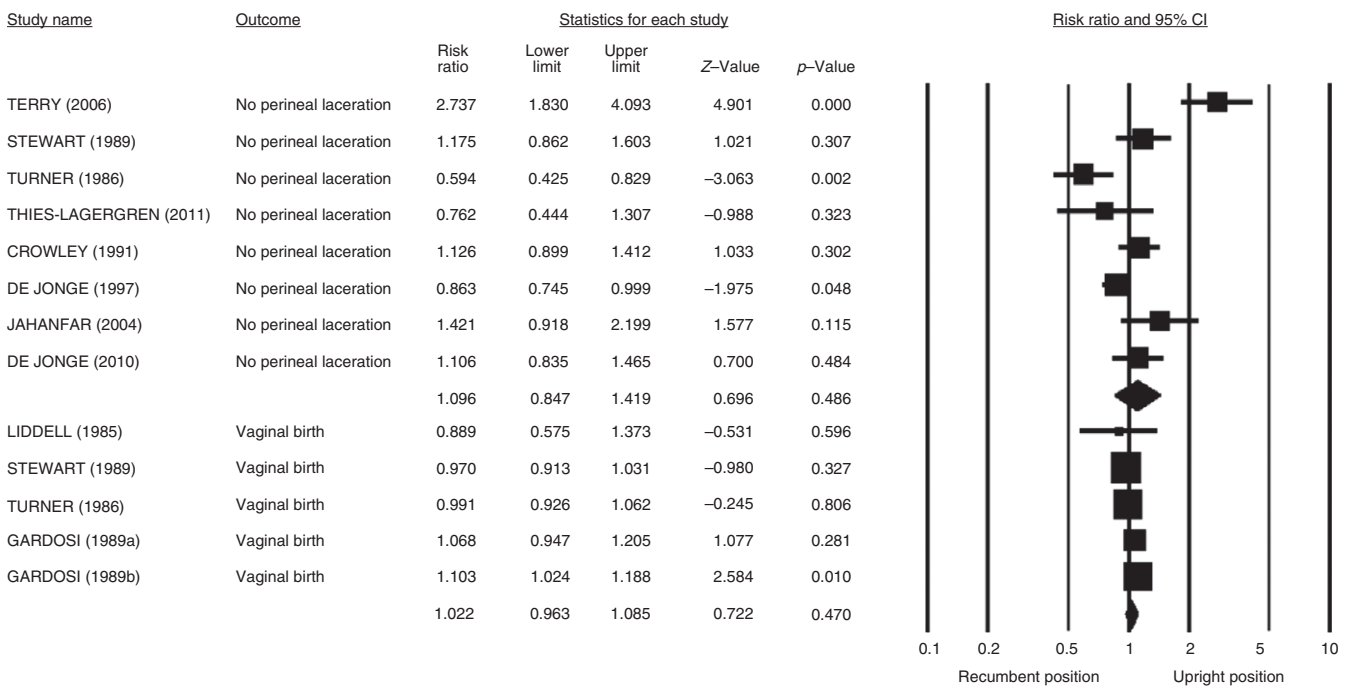 Study name Outcome Statistics for each study Risk ratio and 95% CI
Risk ratio Lower limit Upper limit Z–Value p–Value
TERRY (2006) No perineal laceration 2.737 1.830 4.093 4.901 0.000
STEWART (1989) No perineal laceration 1.175 0.862 1.603 1.021 0.307
TURNER (1986) No perineal laceration 0.594 0.425 0.829 –3.063 0.002
THIES-LAGERGREN (2011) No perineal laceration 0.762 0.444 1.307 –0.988 0.323
CROWLEY (1991) No perineal laceration 1.126 0.899 1.412 1.033 0.302
DE JONGE (1997) No perineal laceration 0.863 0.745 0.999 –1.975 0.048
JAHANFAR (2004) No perineal laceration 1.421 0.918 2.199 1.577 0.115
DE JONGE (2010) No perineal laceration 1.106 0.835 1.465 0.700 0.484
1.096 0.847 1.419 0.696 0.486
LIDDELL (1985) Vaginal birth 0.889 0.575 1.373 –0.531 0.596
STEWART (1989) Vaginal birth 0.970 0.913 1.031 –0.980 0.327
TURNER (1986) Vaginal birth 0.991 0.926 1.062 –0.245 0.806
GARDOSI (1989a) Vaginal birth 1.068 0.947 1.205 1.077 0.281
GARDOSI (1989b) Vaginal birth 1.103 1.024 1.188 2.584 0.010
1.022 0.963 1.085 0.722 0.470
0.1 0.2 0.5 1 2 5 10
Recumbent position Upright position